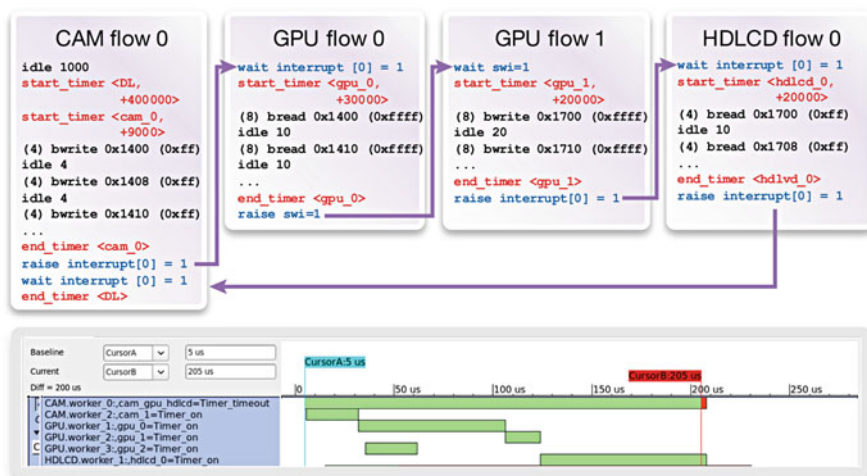 CAM flow 0
idle 1000
start_timer <DL,
+400000>
start_timer <cam_0,
+9000>
(4) bwrite 0x1400 (0xff)
idle 4
(4) bwrite 0x1408 (0xff)
idle 4
(4) bwrite 0x1410 (0xff)
...
end_timer <cam_0>
raise interrupt[0] = 1
wait interrupt [0] = 1
end_timer <DL>
GPU flow 0
wait interrupt [0] = 1
start_timer <gpu_0,
+30000>
(8) bread 0x1400 (0xffff)
idle 10
(8) bread 0x1410 (0xffff)
idle 10
...
end_timer <gpu_0>
raise swi=1
GPU flow 1
wait swi=1
start_timer <gpu_1,
+20000>
(8) bwrite 0x1700 (0xffff)
idle 20
(8) bwrite 0x1710 (0xffff)
...
end_timer <gpu_1>
raise interrupt[0] = 1
HDLCD flow 0
wait interrupt [0] = 1
start_timer <hdlcd_0,
+20000>
(4) bread 0x1700 (0xff)
idle 10
(4) bread 0x1708 (0xff)
...
end_timer <hdlvd_0>
raise interrupt[0] = 1
Baseline CursorA 5 us
Current CursorB 205 us
Diff = 200 us
CursorA:5 us
CursorB:205 us
0 50 us 100 us 150 us 200 us 250 us
CAM.worker_0:,cam_gpu_hdlcd=Timer_timeout
CAM.worker_2:,cam_1=Timer_on
GPU.worker_1:,gpu_0=Timer_on
GPU.worker_2:,gpu_1=Timer_on
GPU.worker_3:,gpu_2=Timer_on
HDLCD.worker_1:,hdlcd_0=Timer_on